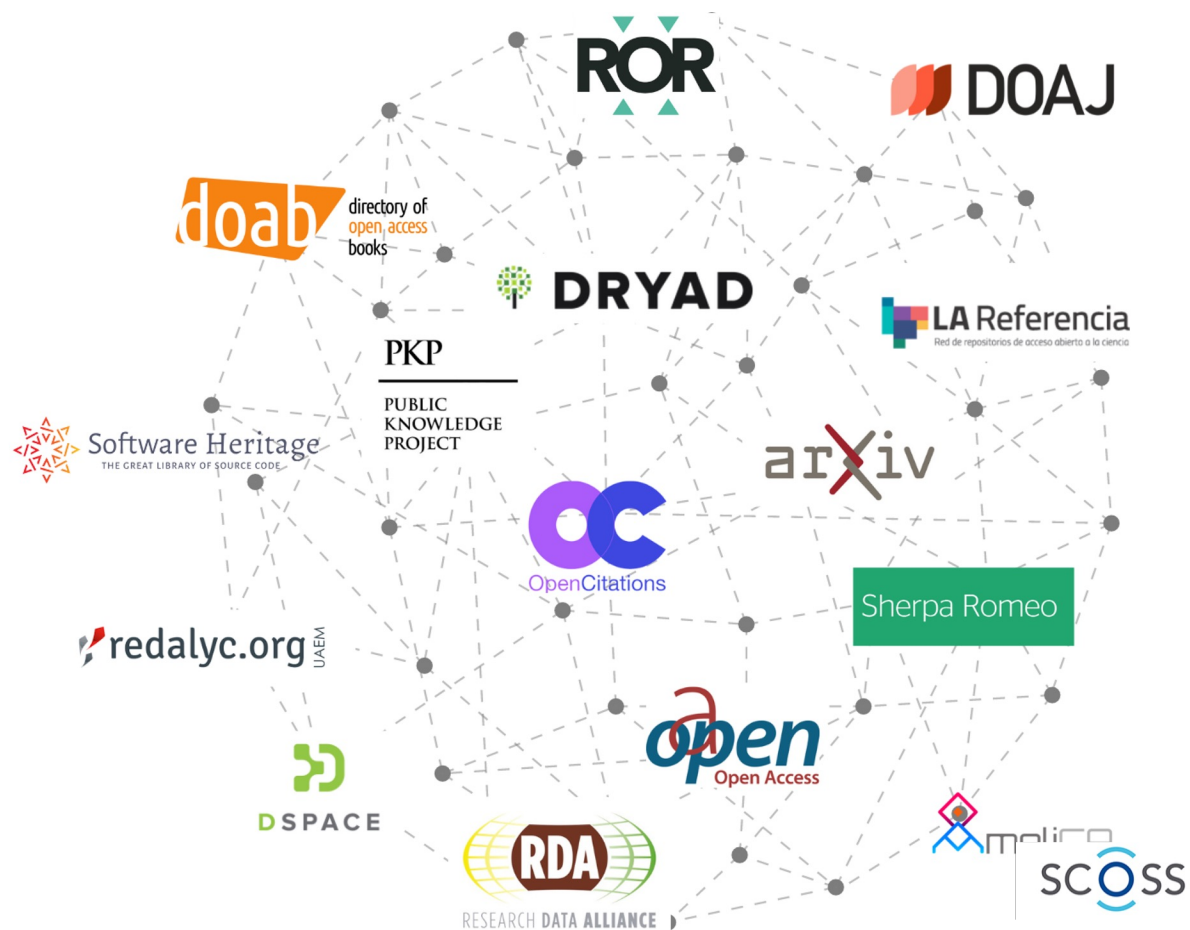 ROR
DOAJ
doab
directory of
open access
books
DRYAD
LA Referencia
Red de repositorios de acceso abierto a la ciencia
PKP
PUBLIC
KNOWLEDGE
PROJECT
Software Heritage
THE GREAT LIBRARY OF SOURCE CODE
arXiv
OC
OpenCitations
Sherpa Romeo
redalyc.org
UAEM
open
Open Access
DSPACE
RDA
RESEARCH DATA ALLIANCE
SCOSS